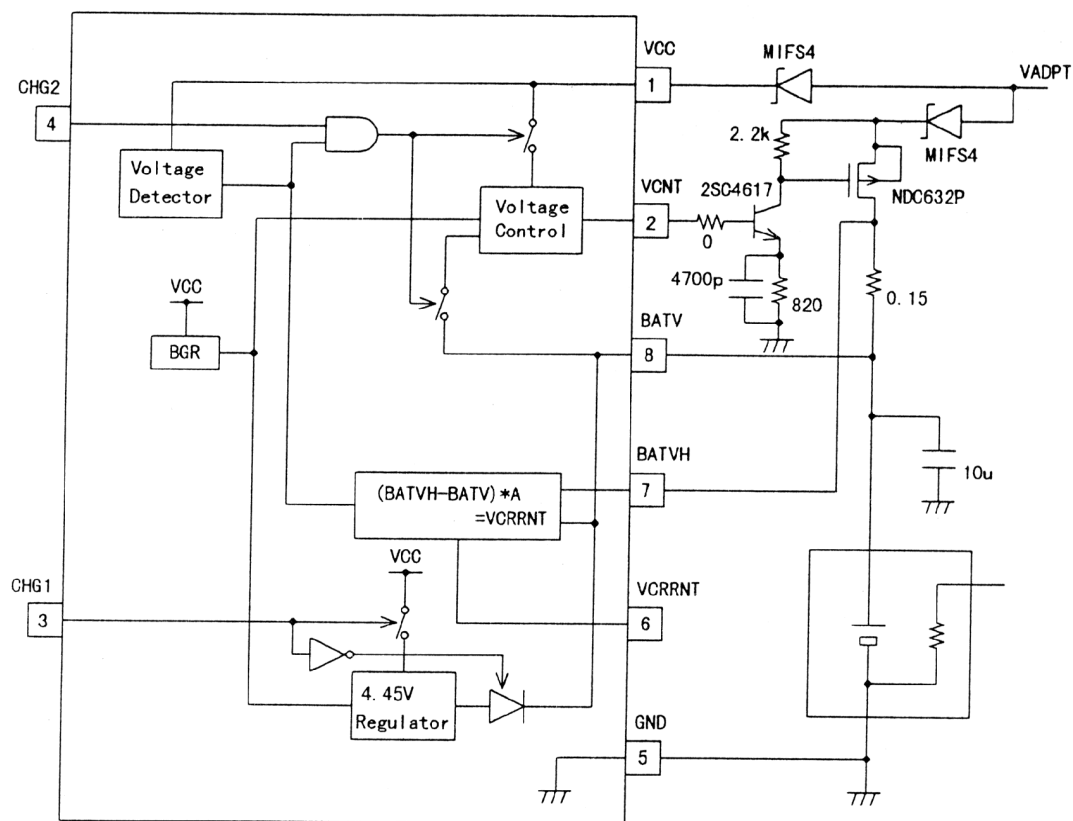 VCC
MIFS4
VADPT
CHG2
1
4
2.2k
MIFS4
Voltage
Detector
VCNT
2SC4617
NDC632P
Voltage
Control
2
0
VCC
4700p
820
0.15
BATV
BGR
8
BATVH
10u
(BATVH-BATV)*A
=VCRRNT
7
VCC
CHG1
VCRRNT
3
6
4.45V
Regulator
GND
5